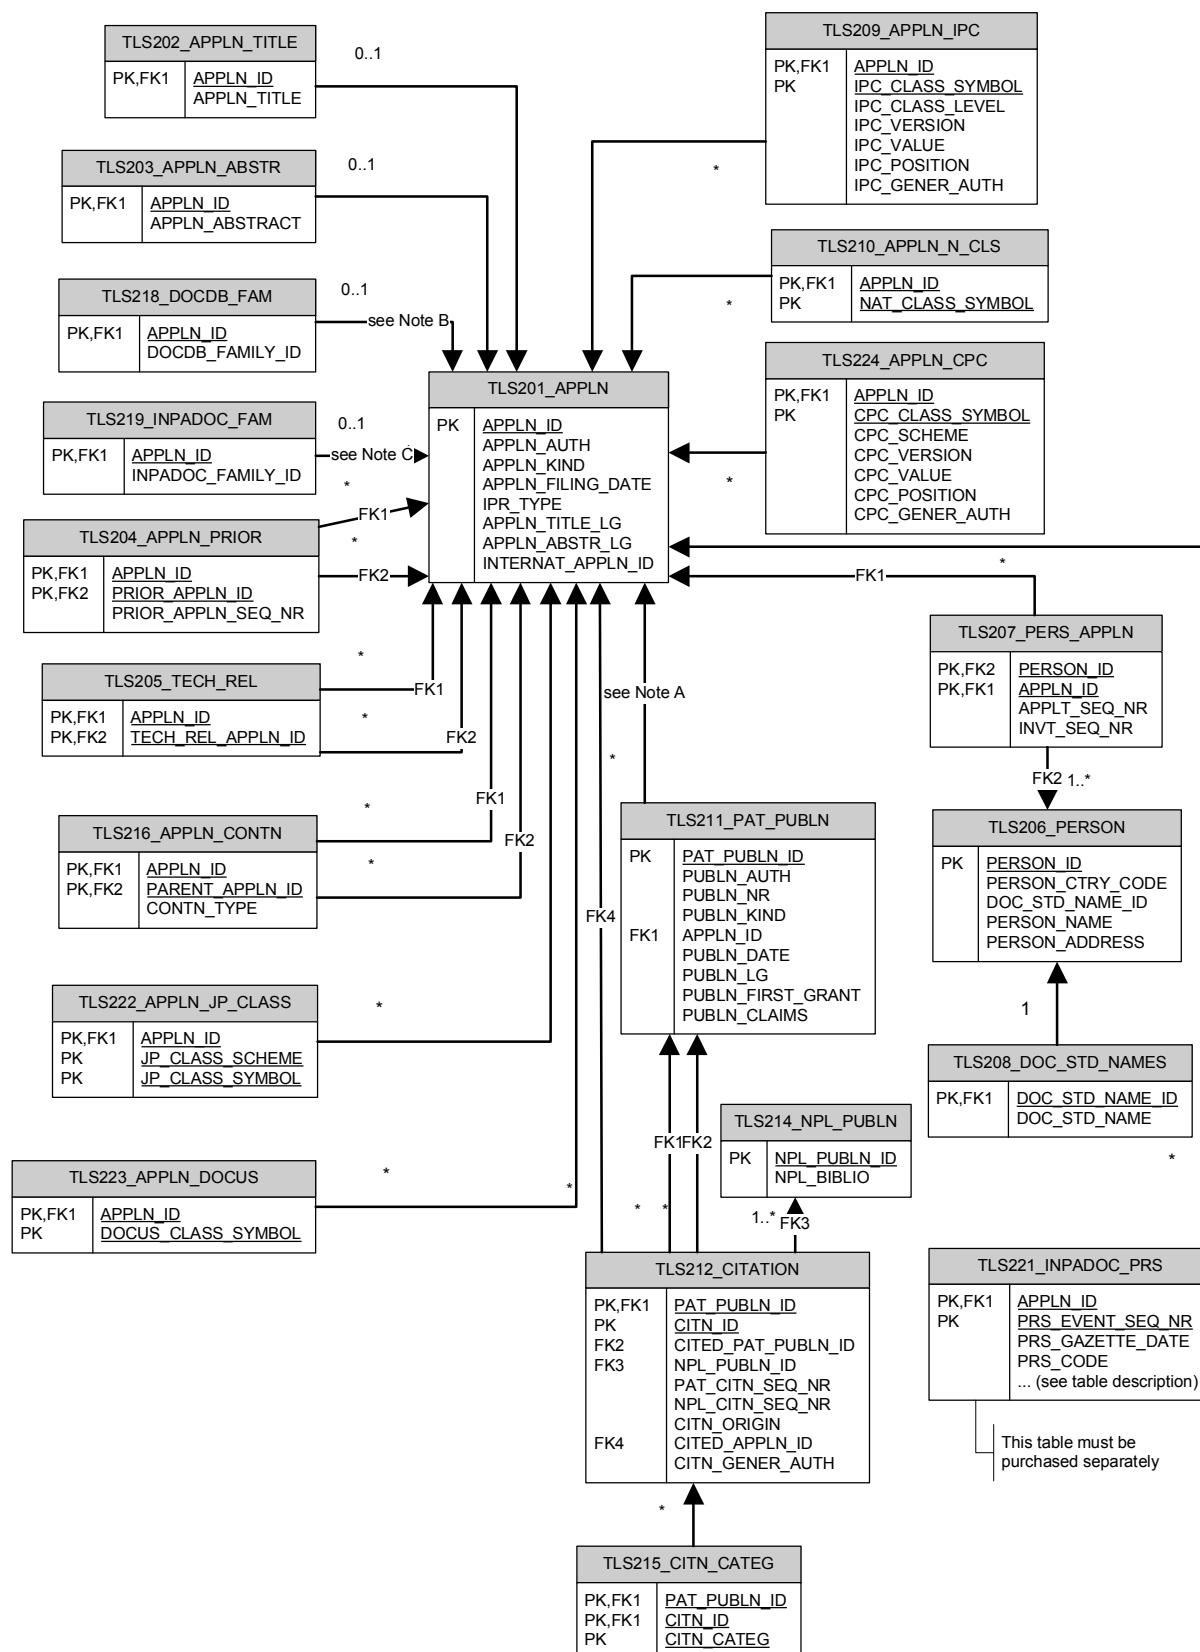 TLS202_APPLN_TITLE
PK,FK1 APPLN_ID
APPLN_TITLE
0..1
TLS209_APPLN_IPC
PK,FK1 APPLN_ID
PK IPC_CLASS_SYMBOL
IPC_CLASS_LEVEL
IPC_VERSION
IPC_VALUE
IPC_POSITION
IPC_GENER_AUTH
*
TLS203_APPLN_ABSTR
PK,FK1 APPLN_ID
APPLN_ABSTRACT
0..1
TLS210_APPLN_N_CLS
PK,FK1 APPLN_ID
PK NAT_CLASS_SYMBOL
*
TLS218_DOCDB_FAM
PK,FK1 APPLN_ID
DOCDB_FAMILY_ID
0..1
see Note B
TLS224_APPLN_CPC
PK,FK1 APPLN_ID
PK CPC_CLASS_SYMBOL
CPC_SCHEME
CPC_VERSION
CPC_VALUE
CPC_POSITION
CPC_GENER_AUTH
*
TLS201_APPLN
PK APPLN_ID
APPLN_AUTH
APPLN_KIND
APPLN_FILING_DATE
IPR_TYPE
APPLN_TITLE_LG
APPLN_ABSTR_LG
INTERNAT_APPLN_ID
TLS219_INPADOC_FAM
PK,FK1 APPLN_ID
INPADOC_FAMILY_ID
0..1
see Note C
*
FK1
*
FK2
TLS204_APPLN_PRIOR
PK,FK1 APPLN_ID
PK,FK2 PRIOR_APPLN_ID
PRIOR_APPLN_SEQ_NR
*
FK1
TLS207_PERS_APPLN
PK,FK2 PERSON_ID
PK,FK1 APPLN_ID
APPLT_SEQ_NR
INVT_SEQ_NR
FK2 1..*
TLS205_TECH_REL
PK,FK1 APPLN_ID
PK,FK2 TECH_REL_APPLN_ID
*
FK1
*
FK2
see Note A
*
TLS216_APPLN_CONTN
PK,FK1 APPLN_ID
PK,FK2 PARENT_APPLN_ID
CONTN_TYPE
*
FK1
*
FK2
FK4
TLS211_PAT_PUBLN
PK PAT_PUBLN_ID
PUBLN_AUTH
PUBLN_NR
PUBLN_KIND
FK1 APPLN_ID
PUBLN_DATE
PUBLN_LG
PUBLN_FIRST_GRANT
PUBLN_CLAIMS
TLS206_PERSON
PK PERSON_ID
PERSON_CTRY_CODE
DOC_STD_NAME_ID
PERSON_NAME
PERSON_ADDRESS
1
TLS222_APPLN_JP_CLASS
PK,FK1 APPLN_ID
PK JP_CLASS_SCHEME
PK JP_CLASS_SYMBOL
*
TLS208_DOC_STD_NAMES
PK,FK1 DOC_STD_NAME_ID
DOC_STD_NAME
*
TLS214_NPL_PUBLN
PK NPL_PUBLN_ID
NPL_BIBLIO
FK1 FK2
* * 1..* FK3
TLS223_APPLN_DOCUS
PK,FK1 APPLN_ID
PK DOCUS_CLASS_SYMBOL
*
*
TLS212_CITATION
PK,FK1 PAT_PUBLN_ID
PK CITN_ID
FK2 CITED_PAT_PUBLN_ID
FK3 NPL_PUBLN_ID
PAT_CITN_SEQ_NR
NPL_CITN_SEQ_NR
CITN_ORIGIN
FK4 CITED_APPLN_ID
CITN_GENER_AUTH
*
TLS221_INPADOC_PRS
PK,FK1 APPLN_ID
PK PRS_EVENT_SEQ_NR
PRS_GAZETTE_DATE
PRS_CODE
... (see table description)
This table must be
purchased separately
TLS215_CITN_CATEG
PK,FK1 PAT_PUBLN_ID
PK,FK1 CITN_ID
PK CITN_CATEG